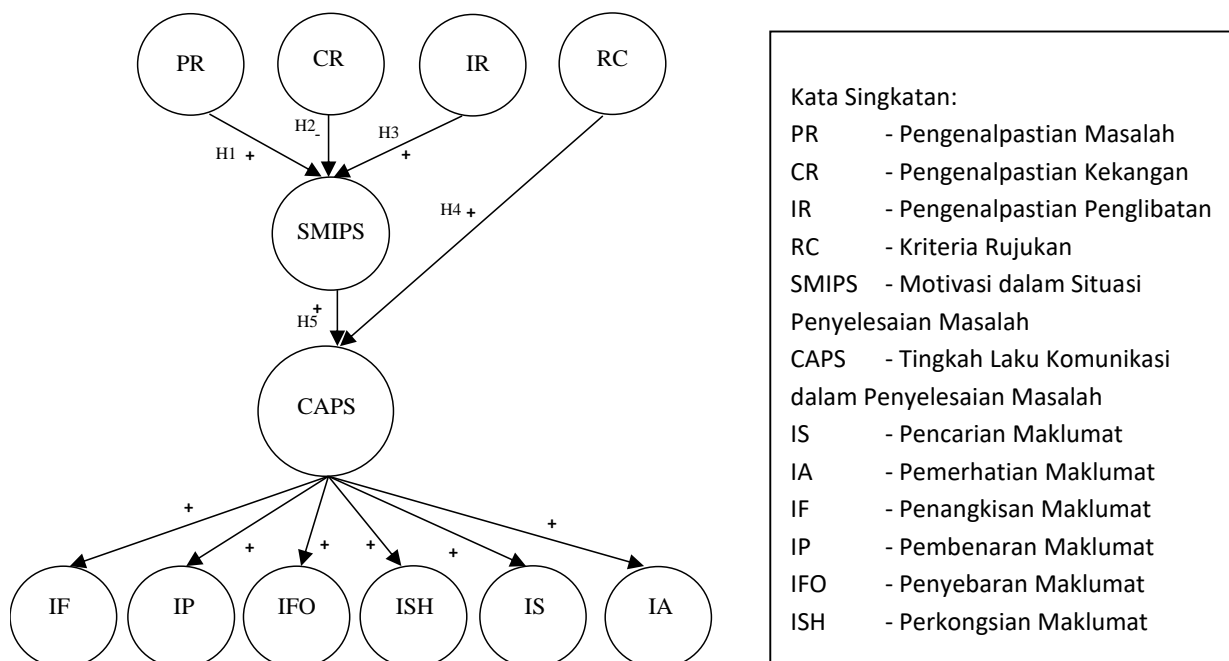 PR CR IR RC
H1 + H2 - H3 + H4 +
SMIPS
H5 +
CAPS
+ + + + + +
IF IP IFO ISH IS IA
Kata Singkatan:
PR - Pengenalpastian Masalah
CR - Pengenalpastian Kekangan
IR - Pengenalpastian Penglibatan
RC - Kriteria Rujukan
SMIPS - Motivasi dalam Situasi
Penyelesaian Masalah
CAPS - Tingkah Laku Komunikasi
dalam Penyelesaian Masalah
IS - Pencarian Maklumat
IA - Pemerhatian Maklumat
IF - Penangkisan Maklumat
IP - Pembenaran Maklumat
IFO - Penyebaran Maklumat
ISH - Perkongsian Maklumat